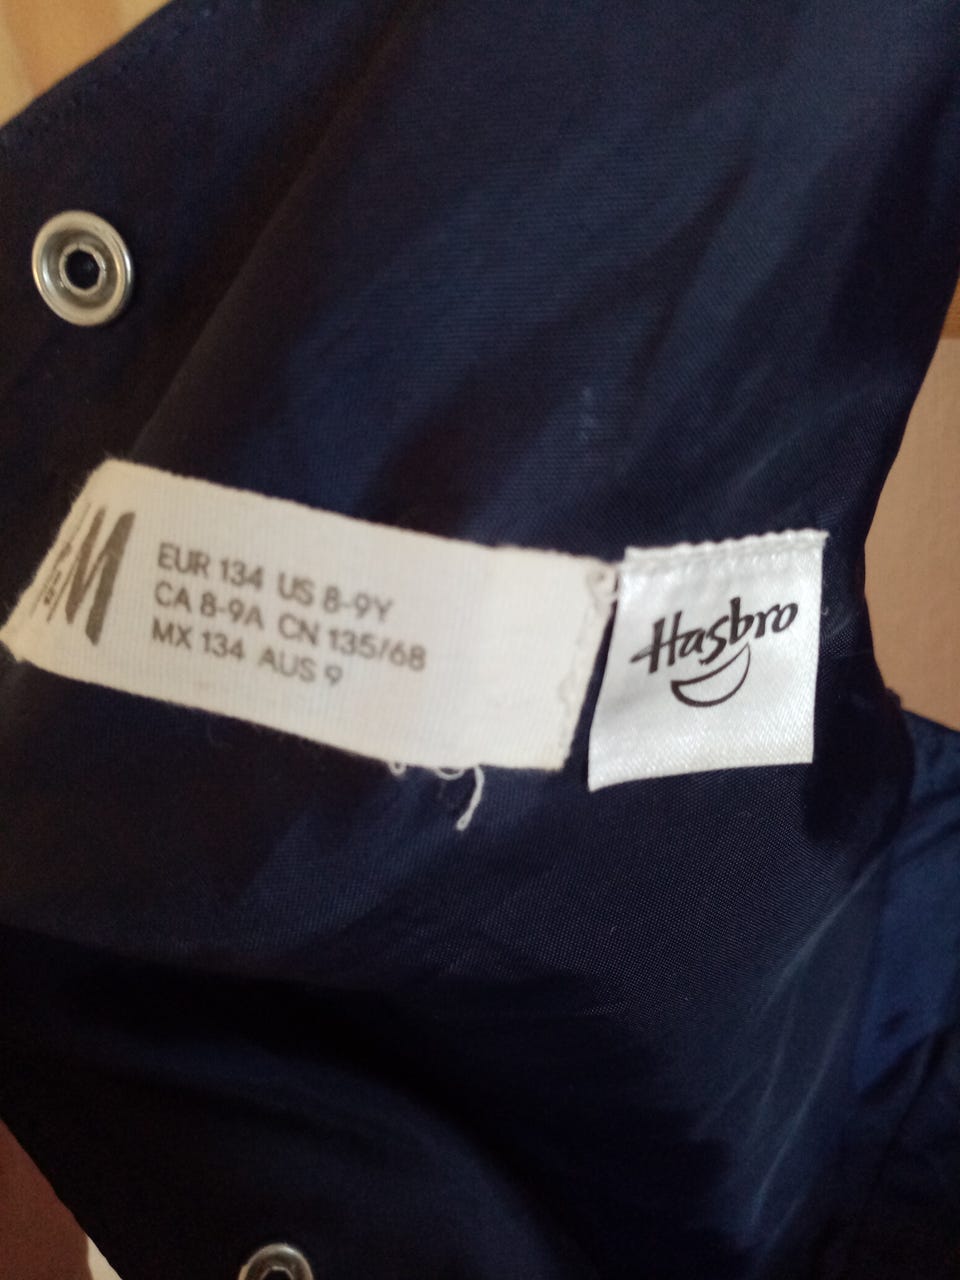 H&M
EUR 134 US 8-9Y
CA 8-9A CN 135/68
MX 134 AUS 9
Hasbro